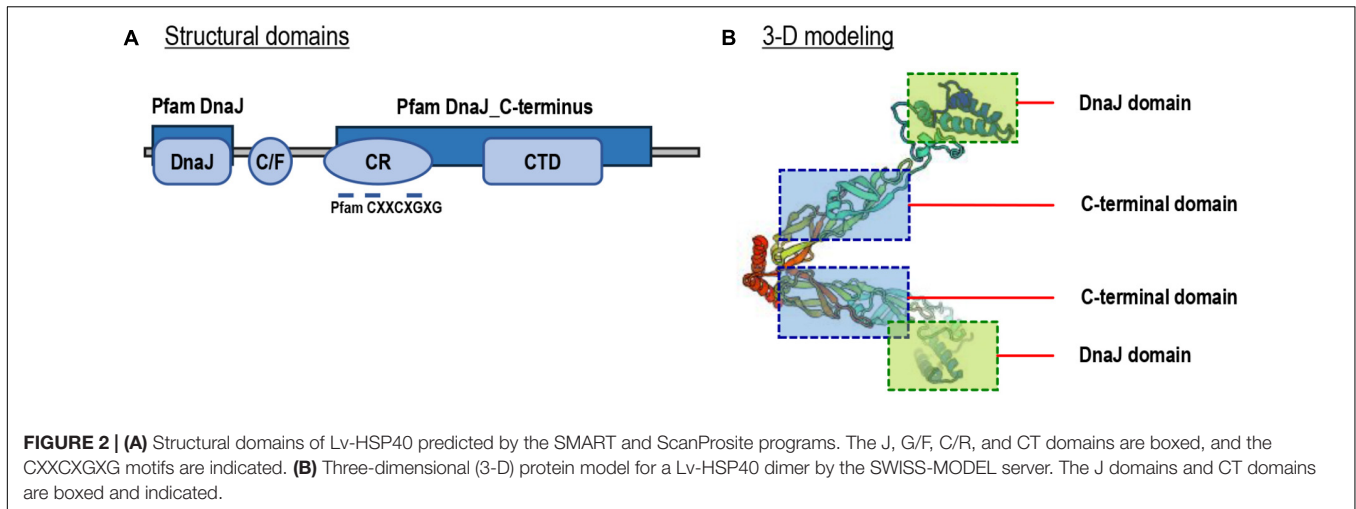 A Structural domains
Pfam DnaJ
Pfam DnaJ_C-terminus
DnaJ
C/F
CR
CTD
Pfam CXXCXGXG
B 3-D modeling
DnaJ domain
C-terminal domain
C-terminal domain
DnaJ domain
FIGURE 2 | (A) Structural domains of Lv-HSP40 predicted by the SMART and ScanProsite programs. The J, G/F, C/R, and CT domains are boxed, and the
CXXCXGXG motifs are indicated. (B) Three-dimensional (3-D) protein model for a Lv-HSP40 dimer by the SWISS-MODEL server. The J domains and CT domains
are boxed and indicated.